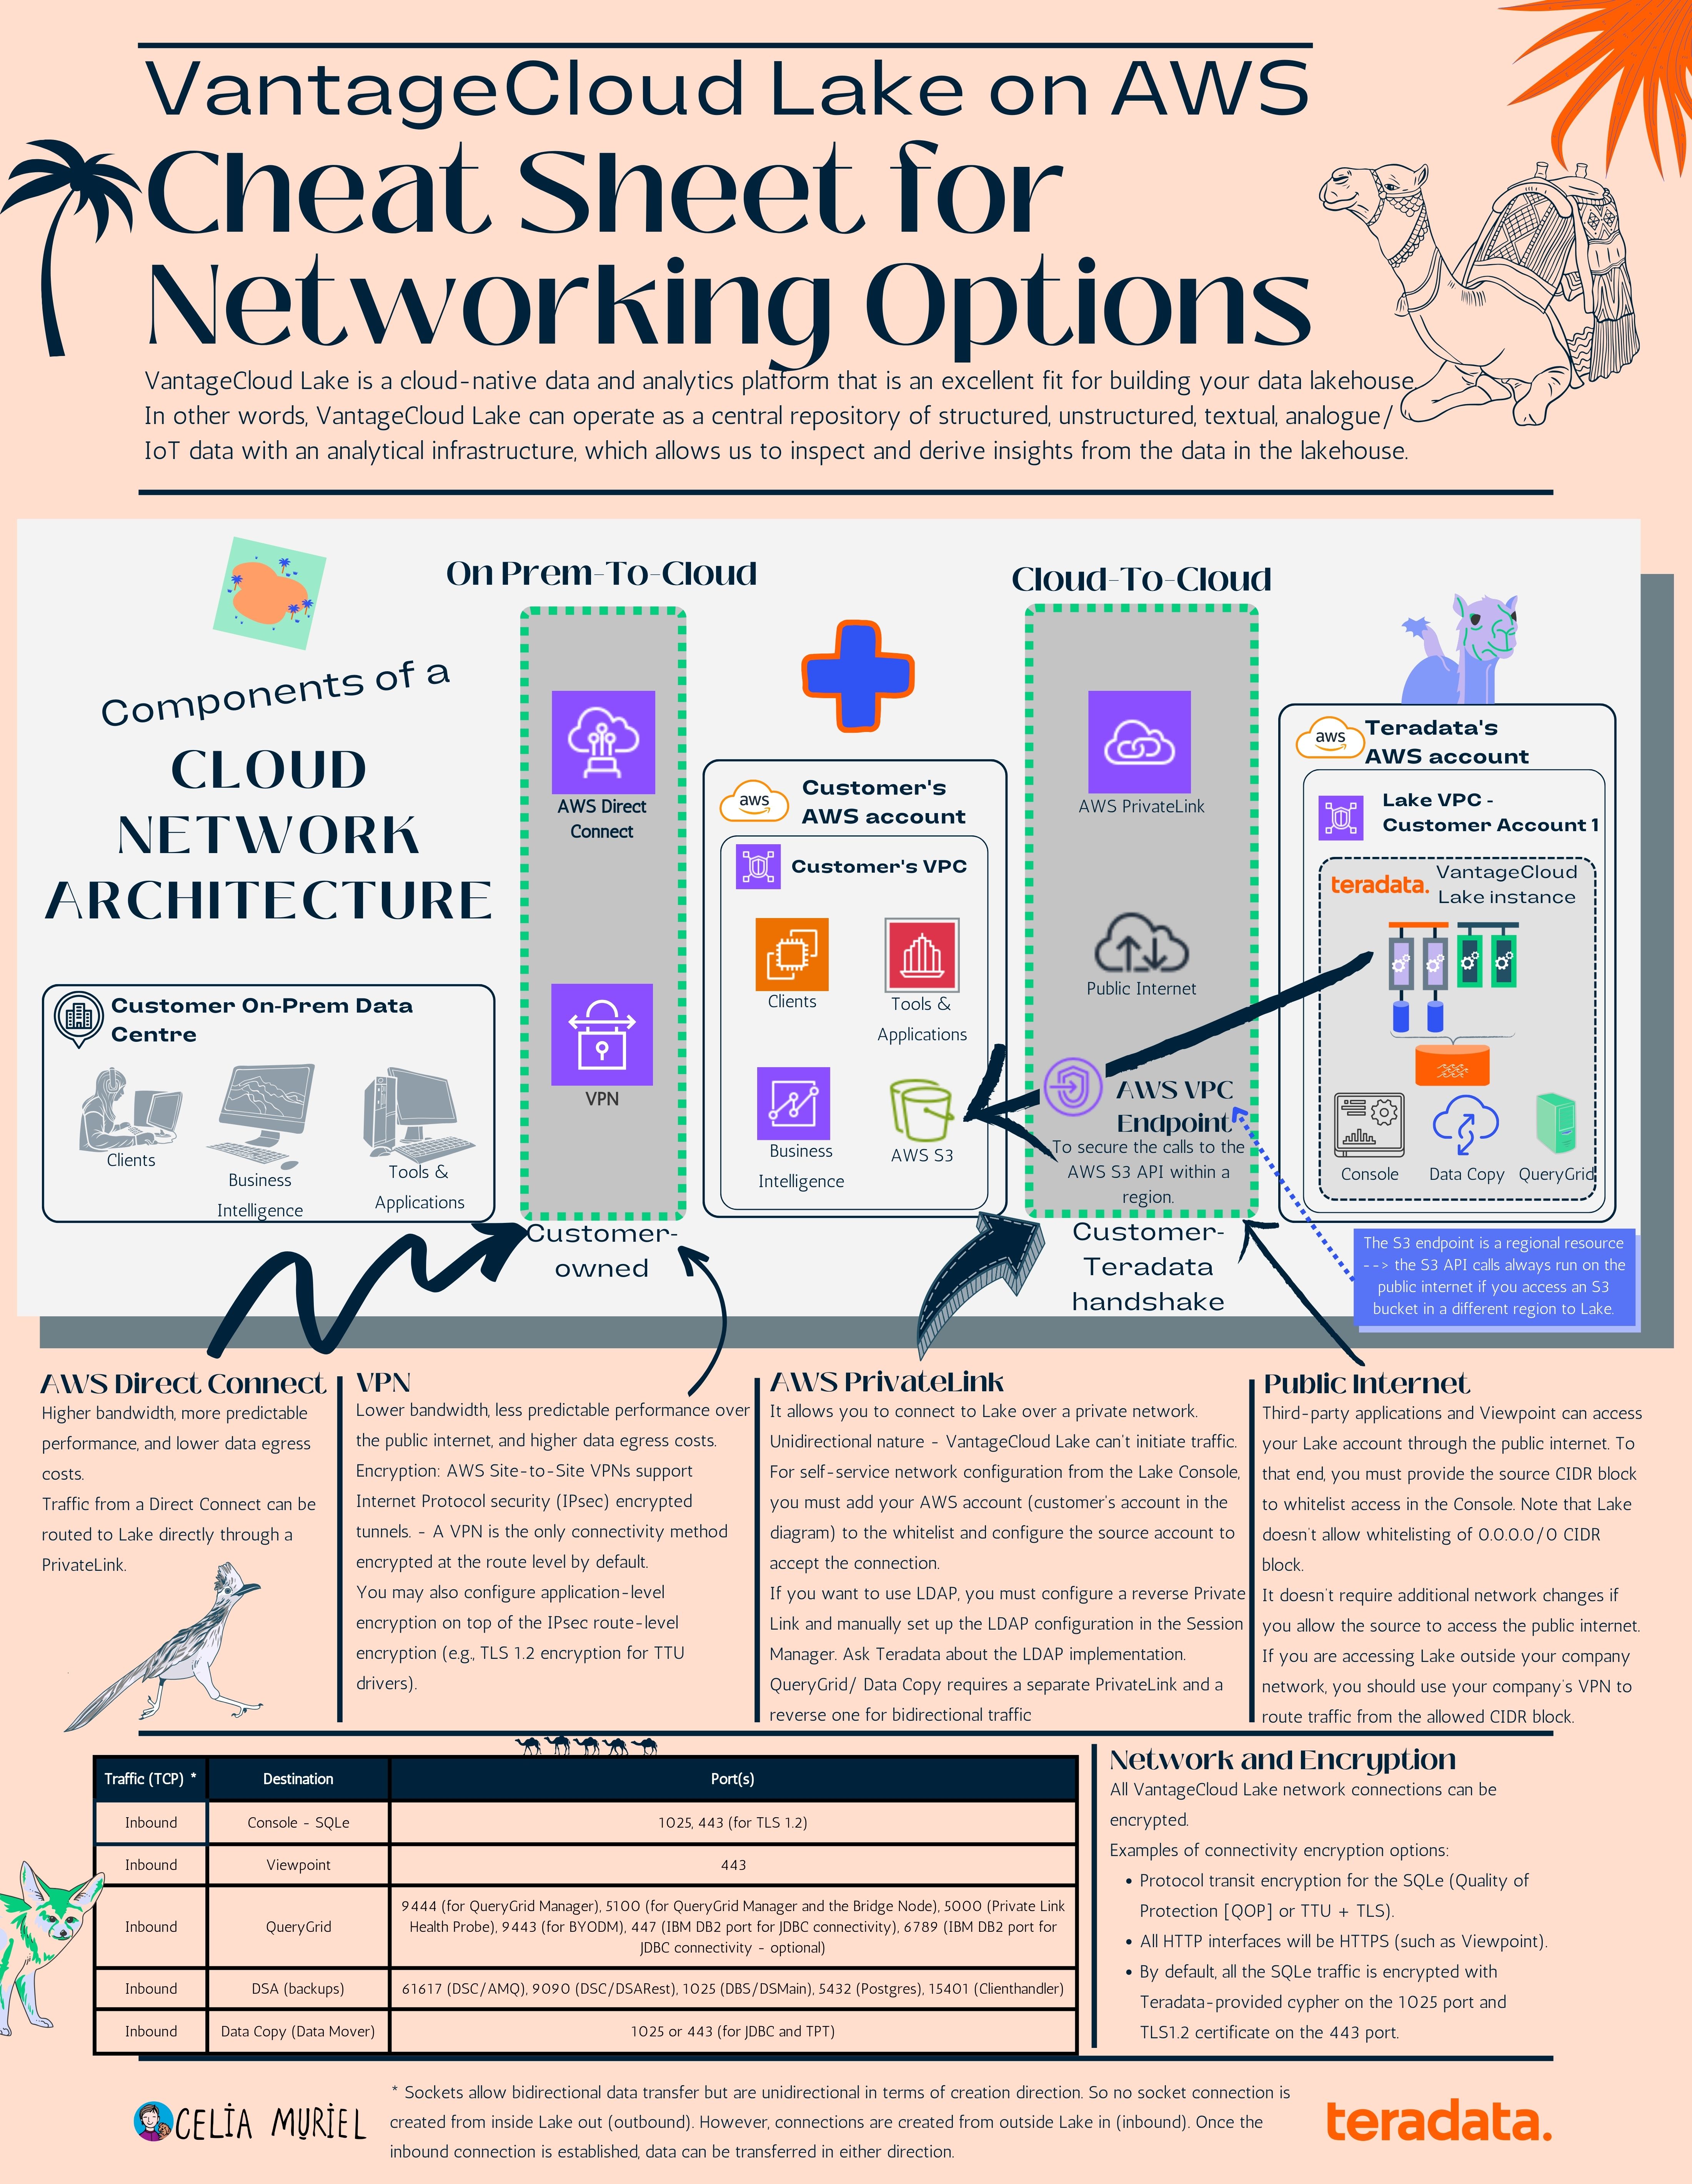 VantageCloud Lake on AWS
Cheat Sheet for
Networking Options
VantageCloud Lake is a cloud-native data and analytics platform that is an excellent fit for building your data lakehouse.
In other words, VantageCloud Lake can operate as a central repository of structured, unstructured, textual, analogue/
IoT data with an analytical infrastructure, which allows us to inspect and derive insights from the data in the lakehouse.
Components of a
CLOUD
NETWORK
ARCHITECTURE
Customer On-Prem Data
Centre
Clients
Business
Intelligence
Tools &
Applications
On Prem-To-Cloud
AWS Direct
Connect
VPN
Customer-
owned
aws
Customer's
AWS account
Customer's VPC
Clients
Tools &
Applications
Business
Intelligence
AWS S3
Cloud-To-Cloud
AWS PrivateLink
Public Internet
AWS VPC
Endpoint
To secure the calls to the
AWS S3 API within a
region.
Customer-
Teradata
handshake
aws
Teradata's
AWS account
Lake VPC -
Customer Account 1
teradata.
VantageCloud
Lake instance
Console
Data Copy
QueryGrid
The S3 endpoint is a regional resource
--> the S3 API calls always run on the
public internet if you access an S3
bucket in a different region to Lake.
AWS Direct Connect
Higher bandwidth, more predictable
performance, and lower data egress
costs.
Traffic from a Direct Connect can be
routed to Lake directly through a
PrivateLink.
VPN
Lower bandwidth, less predictable performance over
the public internet, and higher data egress costs.
Encryption: AWS Site-to-Site VPNs support
Internet Protocol security (IPsec) encrypted
tunnels. - A VPN is the only connectivity method
encrypted at the route level by default.
You may also configure application-level
encryption on top of the IPsec route-level
encryption (e.g., TLS 1.2 encryption for TTU
drivers).
AWS PrivateLink
It allows you to connect to Lake over a private network.
Unidirectional nature - VantageCloud Lake can't initiate traffic.
For self-service network configuration from the Lake Console,
you must add your AWS account (customer's account in the
diagram) to the whitelist and configure the source account to
accept the connection.
If you want to use LDAP, you must configure a reverse Private
Link and manually set up the LDAP configuration in the Session
Manager. Ask Teradata about the LDAP implementation.
QueryGrid/ Data Copy requires a separate PrivateLink and a
reverse one for bidirectional traffic
Public Internet
Third-party applications and Viewpoint can access
your Lake account through the public internet. To
that end, you must provide the source CIDR block
to whitelist access in the Console. Note that Lake
doesn't allow whitelisting of 0.0.0.0/0 CIDR
block.
It doesn't require additional network changes if
you allow the source to access the public internet.
If you are accessing Lake outside your company
network, you should use your company's VPN to
route traffic from the allowed CIDR block.
Traffic (TCP) * Destination Port(s)
Inbound Console - SQLe 1025, 443 (for TLS 1.2)
Inbound Viewpoint 443
Inbound QueryGrid 9444 (for QueryGrid Manager), 5100 (for QueryGrid Manager and the Bridge Node), 5000 (Private Link
Health Probe), 9443 (for BYODM), 447 (IBM DB2 port for JDBC connectivity), 6789 (IBM DB2 port for
JDBC connectivity - optional)
Inbound DSA (backups) 61617 (DSC/AMQ), 9090 (DSC/DSARest), 1025 (DBS/DSMain), 5432 (Postgres), 15401 (Clienthandler)
Inbound Data Copy (Data Mover) 1025 or 443 (for JDBC and TPT)
Network and Encryption
All VantageCloud Lake network connections can be
encrypted.
Examples of connectivity encryption options:
• Protocol transit encryption for the SQLe (Quality of
Protection [QOP] or TTU + TLS).
• All HTTP interfaces will be HTTPS (such as Viewpoint).
• By default, all the SQLe traffic is encrypted with
Teradata-provided cypher on the 1025 port and
TLS1.2 certificate on the 443 port.
CELIA MURIEL
* Sockets allow bidirectional data transfer but are unidirectional in terms of creation direction. So no socket connection is
created from inside Lake out (outbound). However, connections are created from outside Lake in (inbound). Once the
inbound connection is established, data can be transferred in either direction.
teradata.